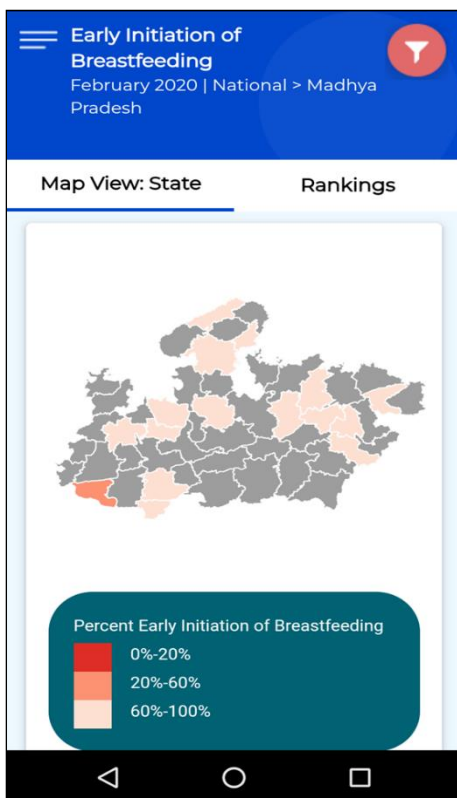 Early Initiation of
Breastfeeding
February 2020 | National > Madhya
Pradesh
Map View: State
Rankings
Percent Early Initiation of Breastfeeding
0%-20%
20%-60%
60%-100%